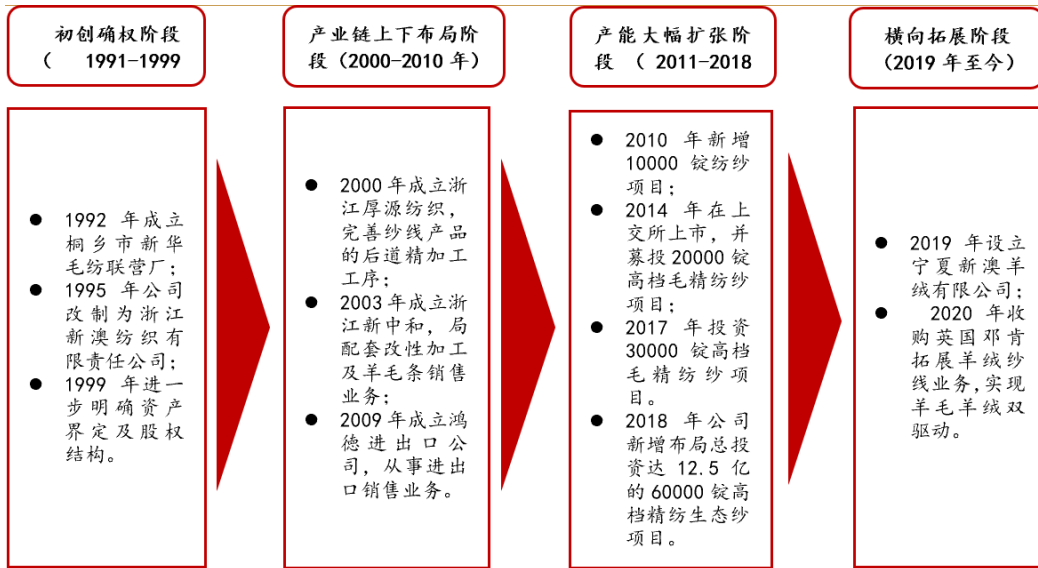 初创确权阶段
（ 1991-1999
● 1992 年成立
桐乡市新华
毛纺联营厂；
● 1995 年公司
改制为浙江
新澳纺织有
限责任公司；
● 1999 年进一
步明确资产
界定及股权
结构。
产业链上下布局阶
段（2000-2010 年）
● 2000 年成立浙
江厚源纺织，
完善纱线产品
的后道精加工
工序；
● 2003 年成立浙
江新中和，局
配套改性加工
及羊毛条销售
业务；
● 2009 年成立鸿
德进出口公
司，从事进出
口销售业务。
产能大幅扩张阶
段 （ 2011-2018
● 2010 年新增
10000 锭纺纱
项目；
● 2014 年在上
交所上市，并
募投 20000 锭
高档毛精纺纱
项目；
● 2017 年投资
30000 锭高档
毛精纺纱项
目。
● 2018 年公司
新增布局总投
资达 12.5 亿
的 60000 锭高
档精纺生态纱
项目。
横向拓展阶段
（2019 年至今）
● 2019 年设立
宁夏新澳羊
绒有限公司；
● 2020 年收
购英国邓肯
拓展羊绒纱
线业务，实现
羊毛羊绒双
驱动。